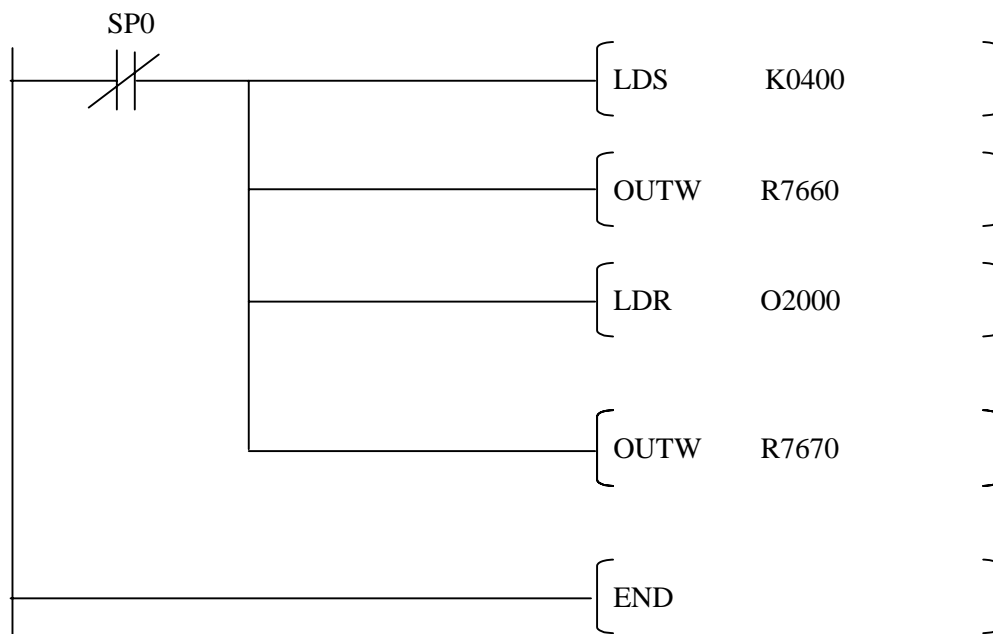 SP0
LDS K0400
OUTW R7660
LDR O2000
OUTW R7670
END